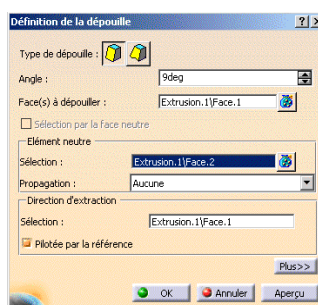 Définition de la dépouille
Type de dépouille :
Angle : 9deg
Face(s) à dépouiller : Extrusion.1\Face.1
Sélection par la face neutre
Elément neutre
Sélection : Extrusion.1\Face.2
Propagation : Aucune
Direction d'extraction
Sélection : Extrusion.1\Face.1
Pilotée par la référence
Plus>>
OK Annuler Aperçu